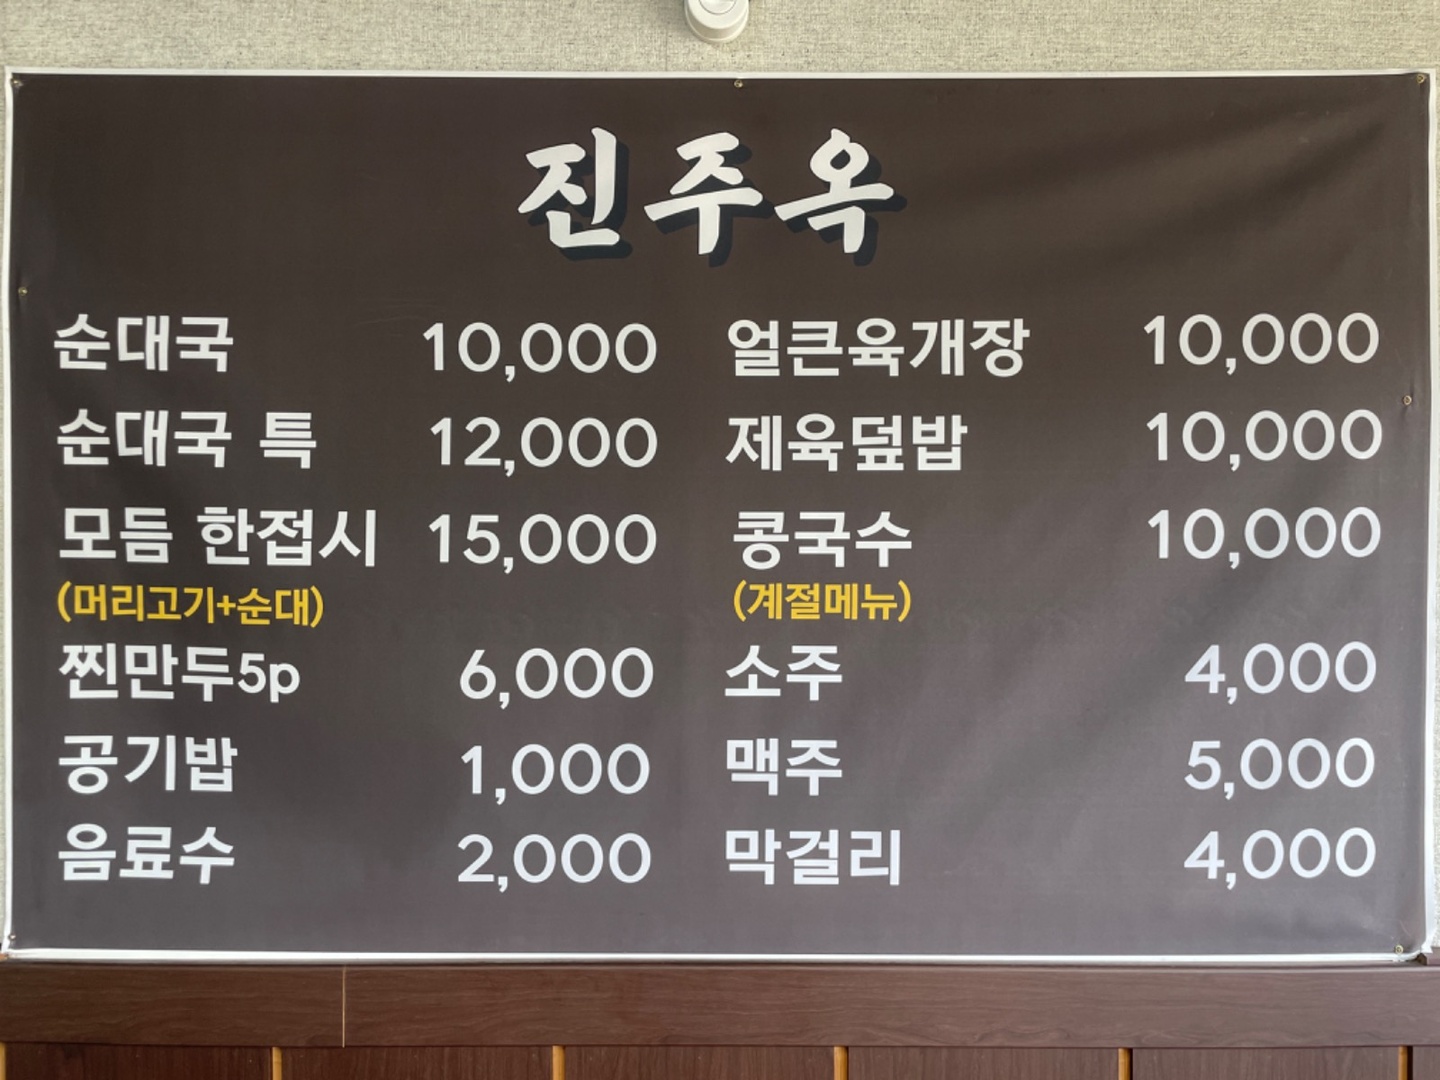 진주옥
순대국 10,000
순대국 특 12,000
모듬 한접시 15,000
(머리고기+순대)
찐만두5p 6,000
공기밥 1,000
음료수 2,000
얼큰육개장 10,000
제육덮밥 10,000
콩국수 10,000
(계절메뉴)
소주 4,000
맥주 5,000
막걸리 4,000